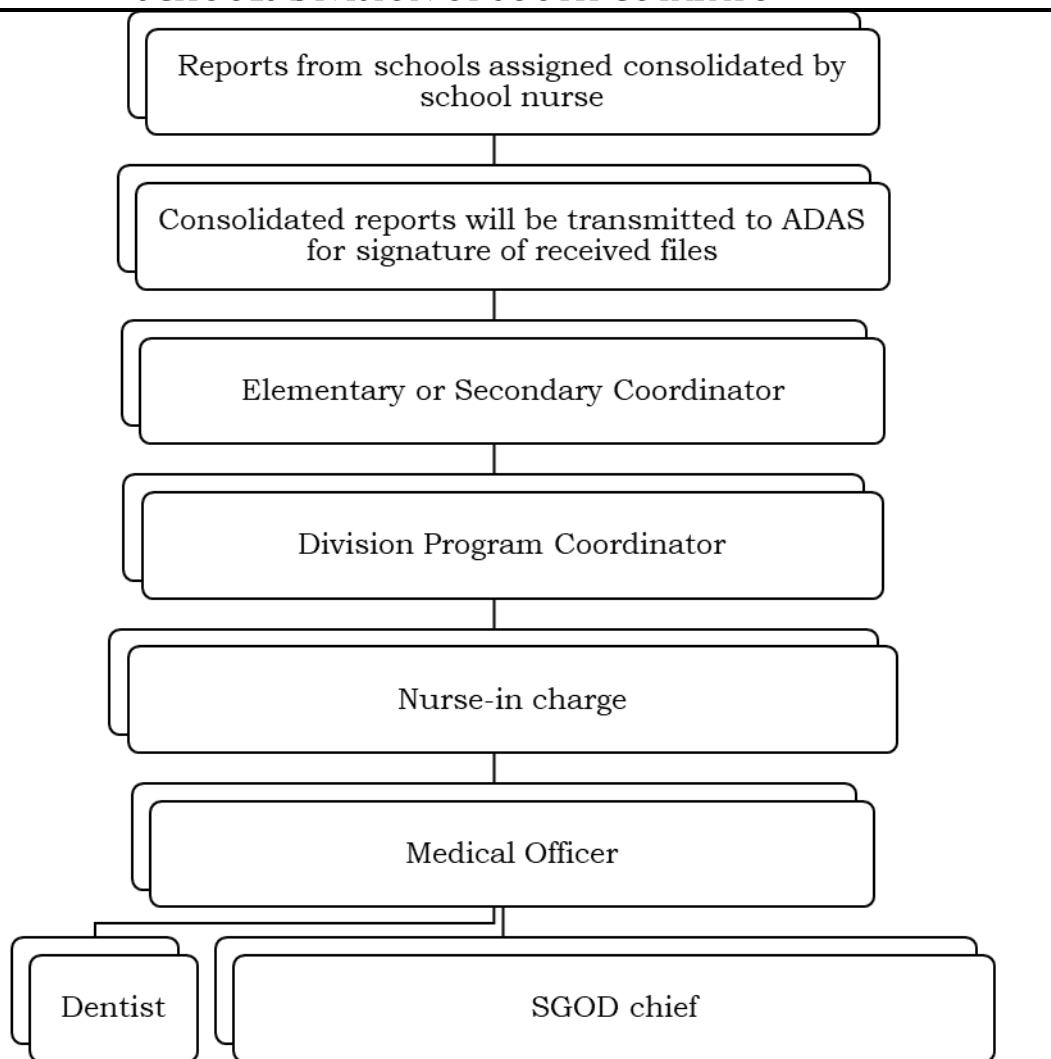 Reports from schools assigned consolidated by
school nurse
Consolidated reports will be transmitted to ADAS
for signature of received files
Elementary or Secondary Coordinator
Division Program Coordinator
Nurse-in charge
Medical Officer
Dentist
SGOD chief